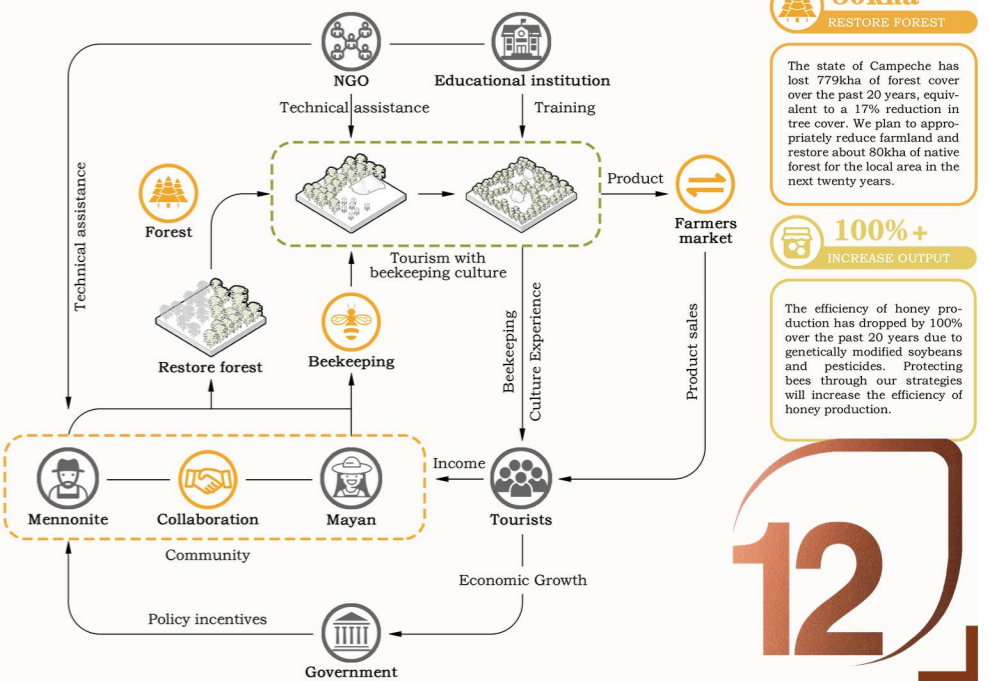 NGO
Educational institution
Technical assistance
Training
Technical assistance
Forest
Product
Farmers
market
Tourism with
beekeeping culture
Restore forest
Beekeeping
Beekeeping
Culture Experience
Product sales
Mennonite
Collaboration
Mayan
Income
Tourists
Community
Economic Growth
Policy incentives
Government
RESTORE FOREST
The state of Campeche has
lost 779kha of forest cover
over the past 20 years, equiv-
alent to a 17% reduction in
tree cover. We plan to appro-
priately reduce farmland and
restore about 80kha of native
forest for the local area in the
next twenty years.
100%+
INCREASE OUTPUT
The efficiency of honey pro-
duction has dropped by 100%
over the past 20 years due to
genetically modified soybeans
and pesticides. Protecting
bees through our strategies
will increase the efficiency of
honey production.
12